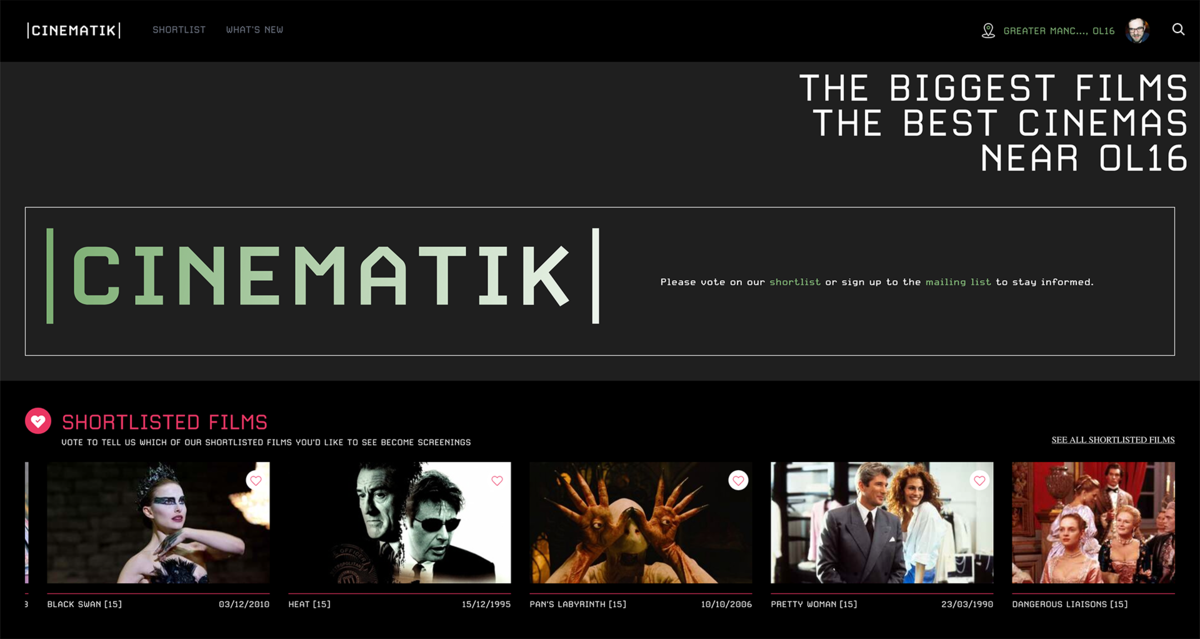 |CINEMATIK|
SHORTLIST
WHAT'S NEW
GREATER MANC..., OL16
THE BIGGEST FILMS
THE BEST CINEMAS
NEAR OL16
|CINEMATIK|
Please vote on our shortlist or sign up to the mailing list to stay informed.
SHORTLISTED FILMS
VOTE TO TELL US WHICH OF OUR SHORTLISTED FILMS YOU'D LIKE TO SEE BECOME SCREENINGS
SEE ALL SHORTLISTED FILMS
BLACK SWAN [15] 03/12/2010
HEAT [15] 15/12/1995
PAN'S LABYRINTH [15] 10/10/2006
PRETTY WOMAN [15] 23/03/1990
DANGEROUS LIAISONS [15]